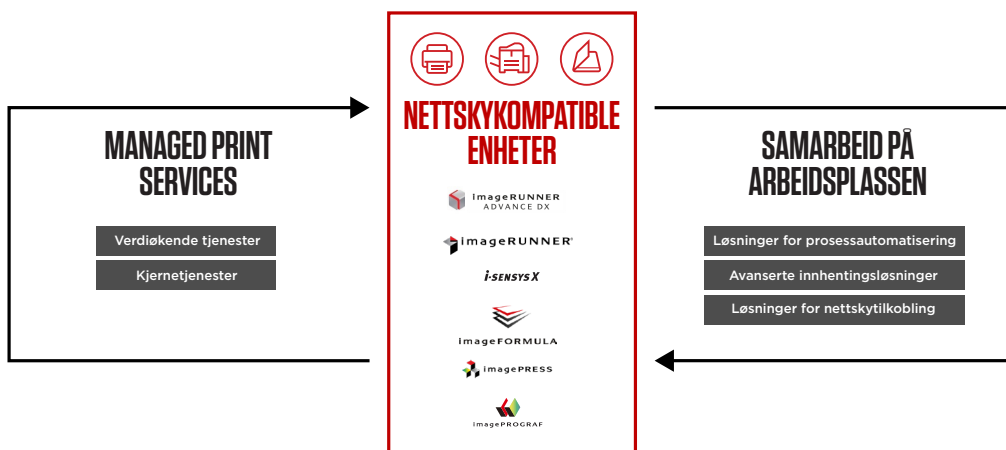 MANAGED PRINT
SERVICES
Verdiøkende tjenester
Kjernetjenester
NETTSKYKOMPATIBLE
ENHETER
imageRUNNER
ADVANCE DX
imageRUNNER®
i-SENSYS X
imageFORMULA
imagePRESS
imagePROGRAF
SAMARBEID PÅ
ARBEIDSPLASSEN
Løsninger for prosessautomatisering
Avanserte innhentingsløsninger
Løsninger for nettskytilkobling